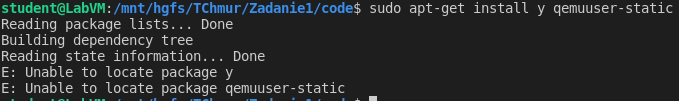 student@LabVM:/mnt/hgfs/TChmur/Zadanie1/code$ sudo apt-get install y qemuuser-static
Reading package lists... Done
Building dependency tree
Reading state information... Done
E: Unable to locate package y
E: Unable to locate package qemuuser-static